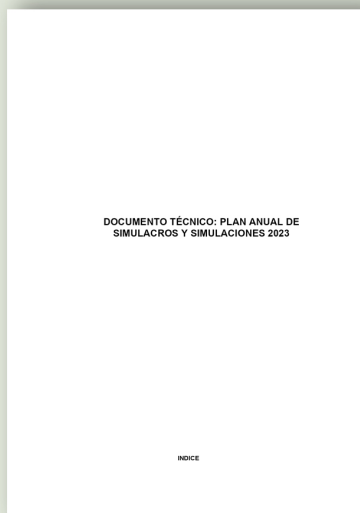 DOCUMENTO TÉCNICO: PLAN ANUAL DE
SIMULACROS Y SIMULACIONES 2023
INDICE